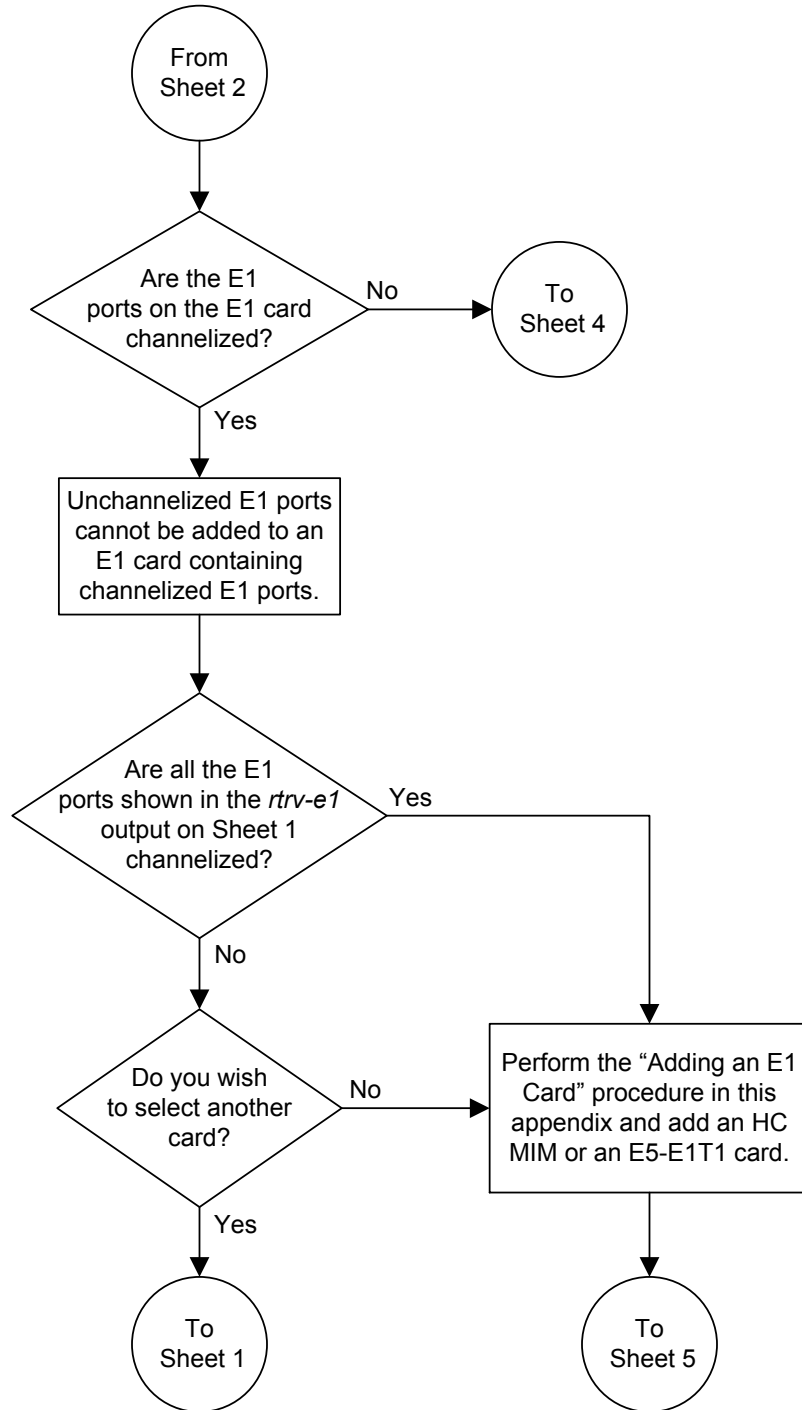 From
Sheet 2
Are the E1
ports on the E1 card
channelized?
No
To
Sheet 4
Yes
Unchannelized E1 ports
cannot be added to an
E1 card containing
channelized E1 ports.
Are all the E1
ports shown in the rtrv-e1
output on Sheet 1
channelized?
Yes
No
Do you wish
to select another
card?
No
Perform the “Adding an E1
Card” procedure in this
appendix and add an HC
MIM or an E5-E1T1 card.
Yes
To
Sheet 1
To
Sheet 5